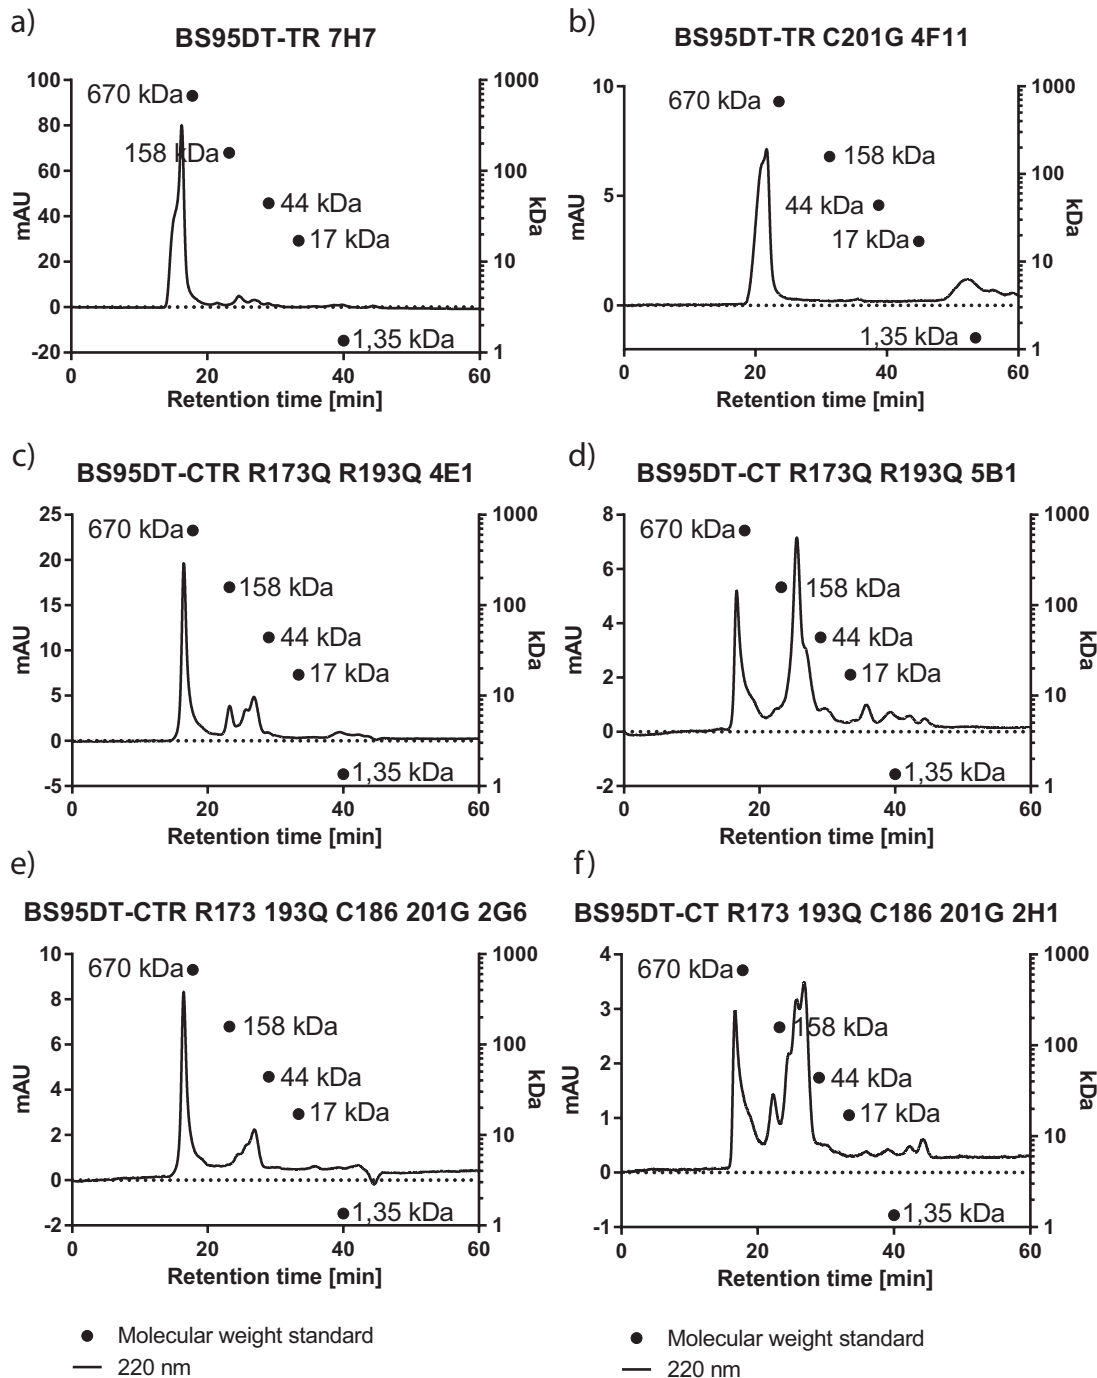 a)
BS95DT-TR 7H7
100
80
60
40
20
0
-20
mAU
670 kDa
158 kDa
44 kDa
17 kDa
1,35 kDa
1000
100
10
1
kDa
0 20 40 60
Retention time [min]
b)
BS95DT-TR C201G 4F11
10
5
0
mAU
670 kDa
158 kDa
44 kDa
17 kDa
1,35 kDa
1000
100
10
1
kDa
0 20 40 60
Retention time [min]
c)
BS95DT-CTR R173Q R193Q 4E1
25
20
15
10
5
0
-5
mAU
670 kDa
158 kDa
44 kDa
17 kDa
1,35 kDa
1000
100
10
1
kDa
0 20 40 60
Retention time [min]
d)
BS95DT-CT R173Q R193Q 5B1
8
6
4
2
0
-2
mAU
670 kDa
158 kDa
44 kDa
17 kDa
1,35 kDa
1000
100
10
1
kDa
0 20 40 60
Retention time [min]
e)
BS95DT-CTR R173 193Q C186 201G 2G6
10
8
6
4
2
0
-2
mAU
670 kDa
158 kDa
44 kDa
17 kDa
1,35 kDa
1000
100
10
1
kDa
0 20 40 60
Retention time [min]
f)
BS95DT-CT R173 193Q C186 201G 2H1
4
3
2
1
0
-1
mAU
670 kDa
158 kDa
44 kDa
17 kDa
1,35 kDa
1000
100
10
1
kDa
0 20 40 60
Retention time [min]
Molecular weight standard
220 nm
Molecular weight standard
220 nm